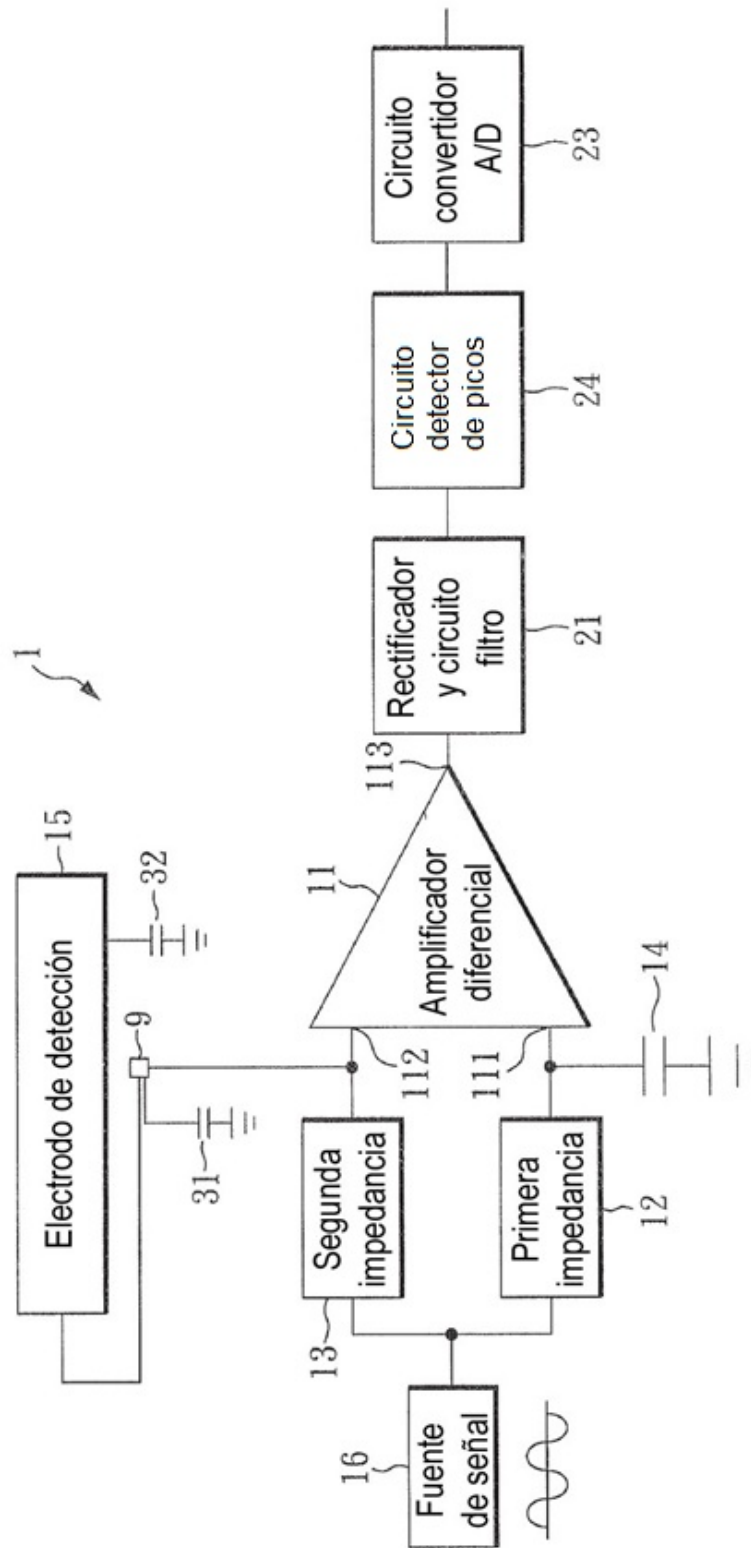 1
Electrodo de detección
15
32
9
31
Fuente
de señal
16
Segunda
impedancia
13
Primera
impedancia
12
112
111
14
Amplificador
diferencial
11
113
Rectificador
y circuito
filtro
21
Circuito
detector
de picos
24
Circuito
convertidor
A/D
23